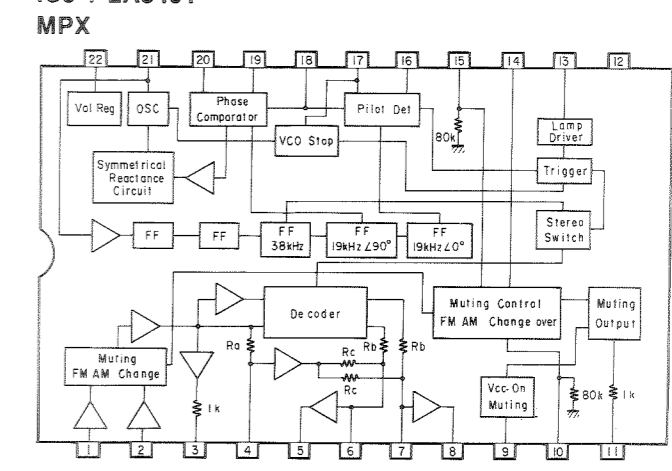 MPX
22 21 20 19 18 17 16 15 14 13 12
Vol Reg
OSC
Phase
Comparator
Pilot Det
VCO Stop
80k
Lamp
Driver
Trigger
Symmetrical
Reactance
Circuit
Stereo
Switch
FF
FF
FF
38kHz
FF
19kHz∠90°
FF
19kHz∠0°
Decoder
Muting Control
FM AM Change over
Muting
Output
Muting
FM AM Change
Ra
Rc
Rb
Rb
Rc
1k
Vcc-On
Muting
80k
1k
1 2 3 4 5 6 7 8 9 10 11